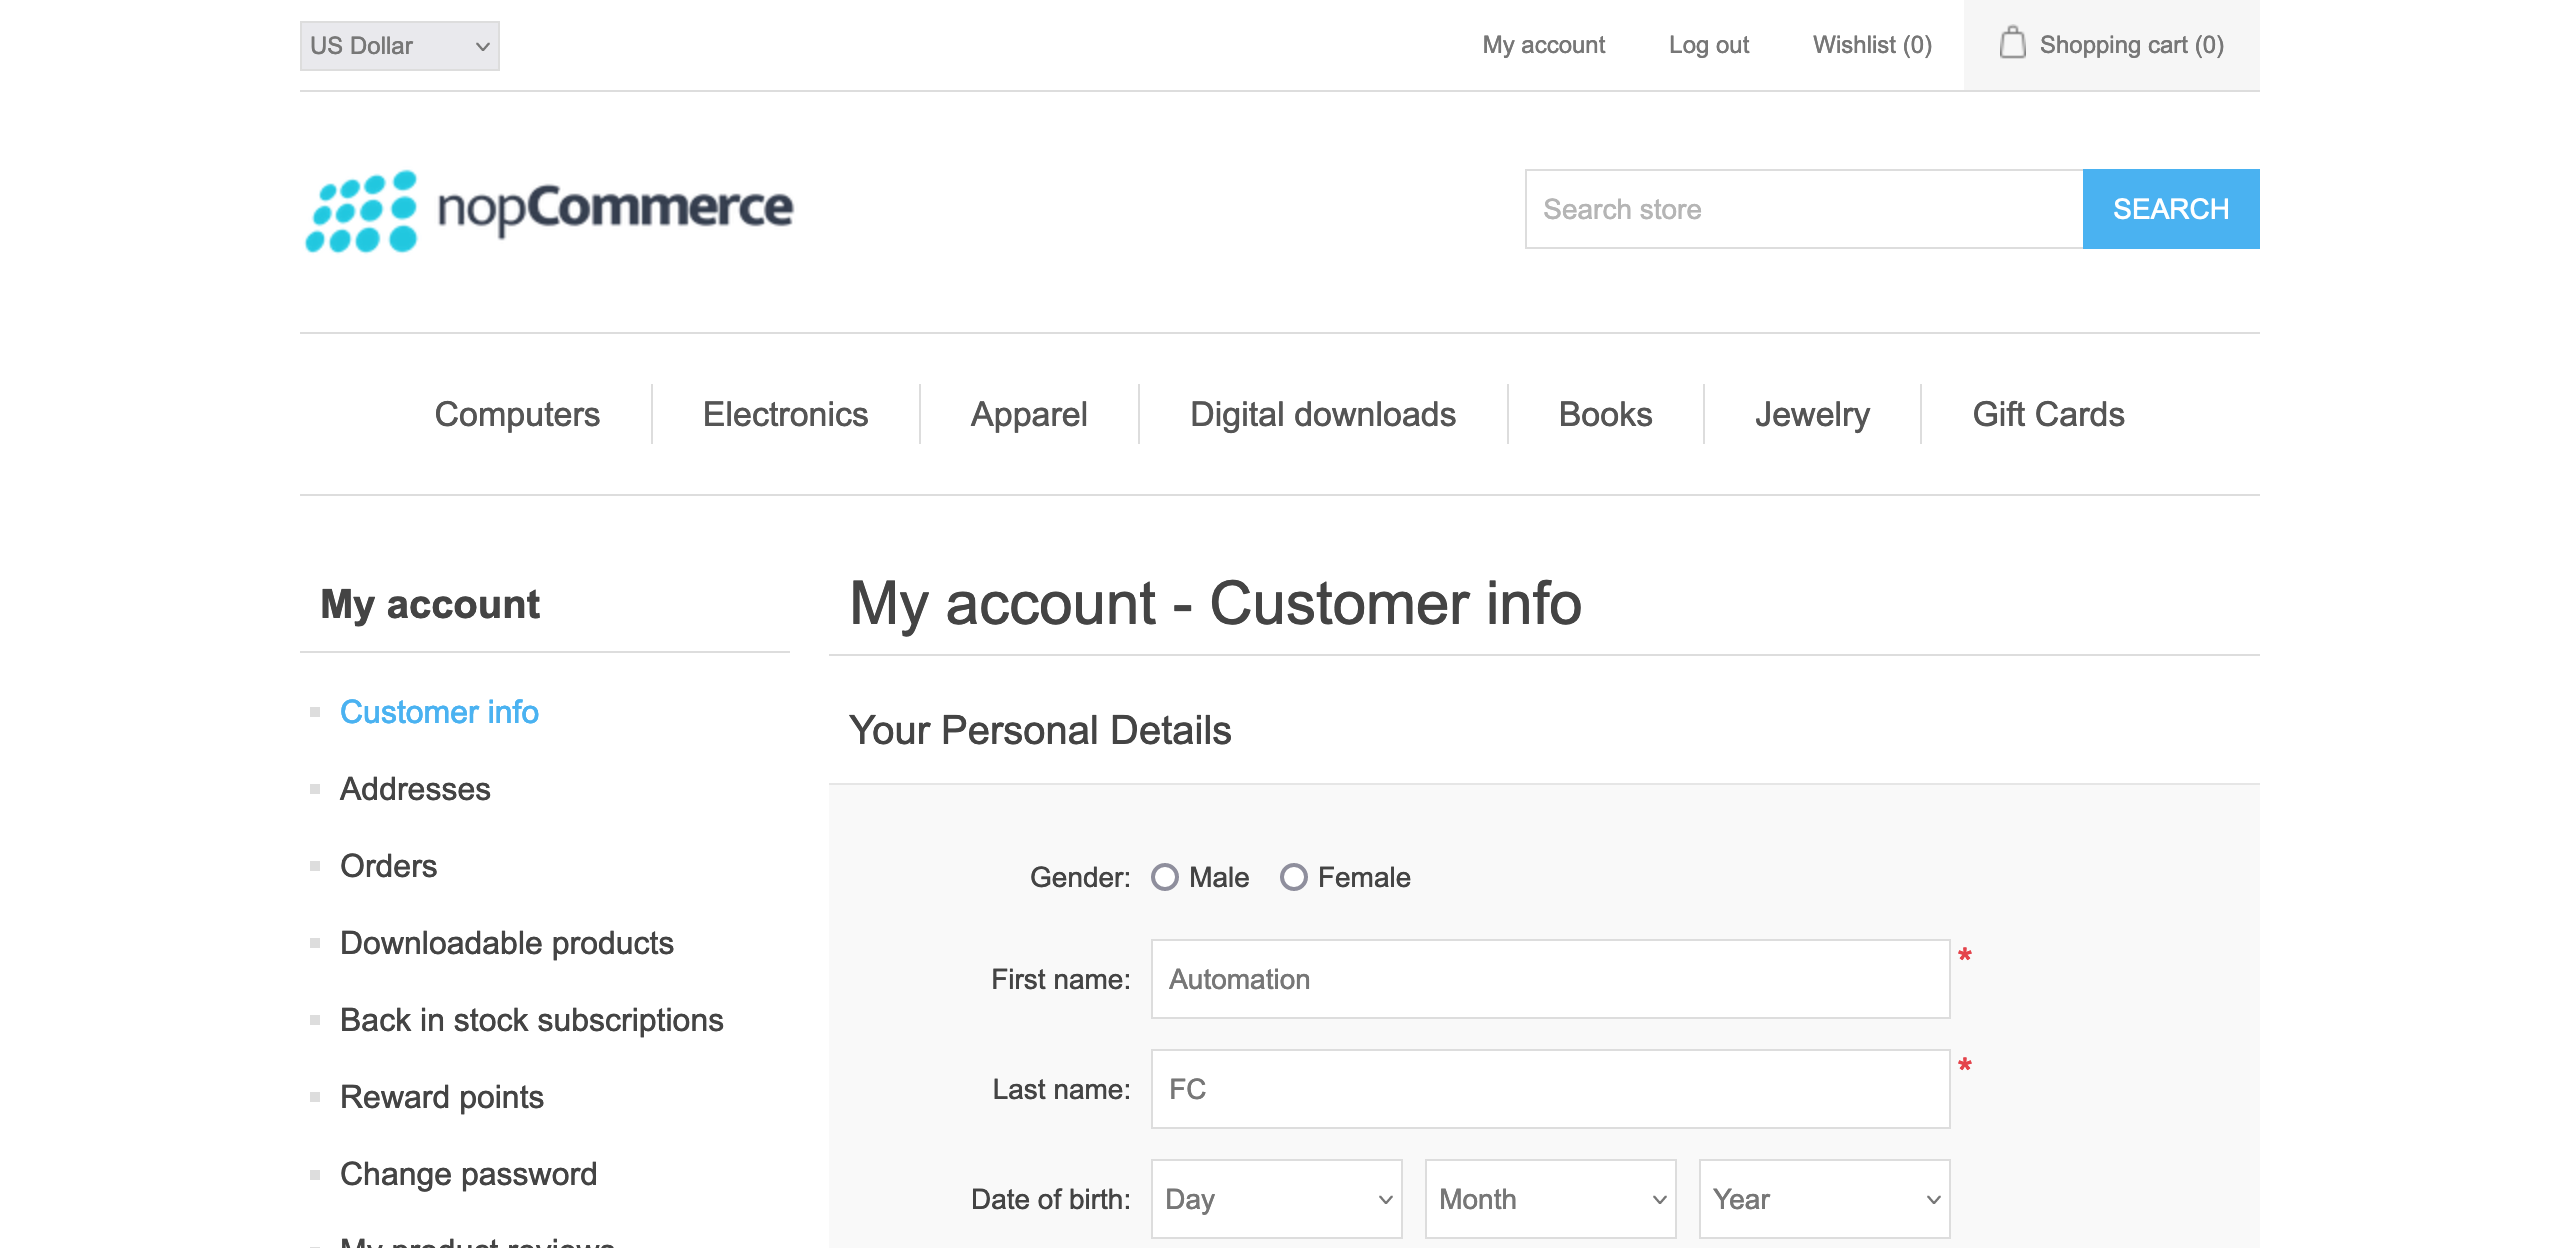 US Dollar
My account
Log out
Wishlist (0)
Shopping cart (0)
nopCommerce
Search store
SEARCH
Computers
Electronics
Apparel
Digital downloads
Books
Jewelry
Gift Cards
My account
Customer info
Addresses
Orders
Downloadable products
Back in stock subscriptions
Reward points
Change password
My product reviews
My account - Customer info
Your Personal Details
Gender:
Male
Female
First name:
Automation
*
Last name:
FC
*
Date of birth:
Day
Month
Year